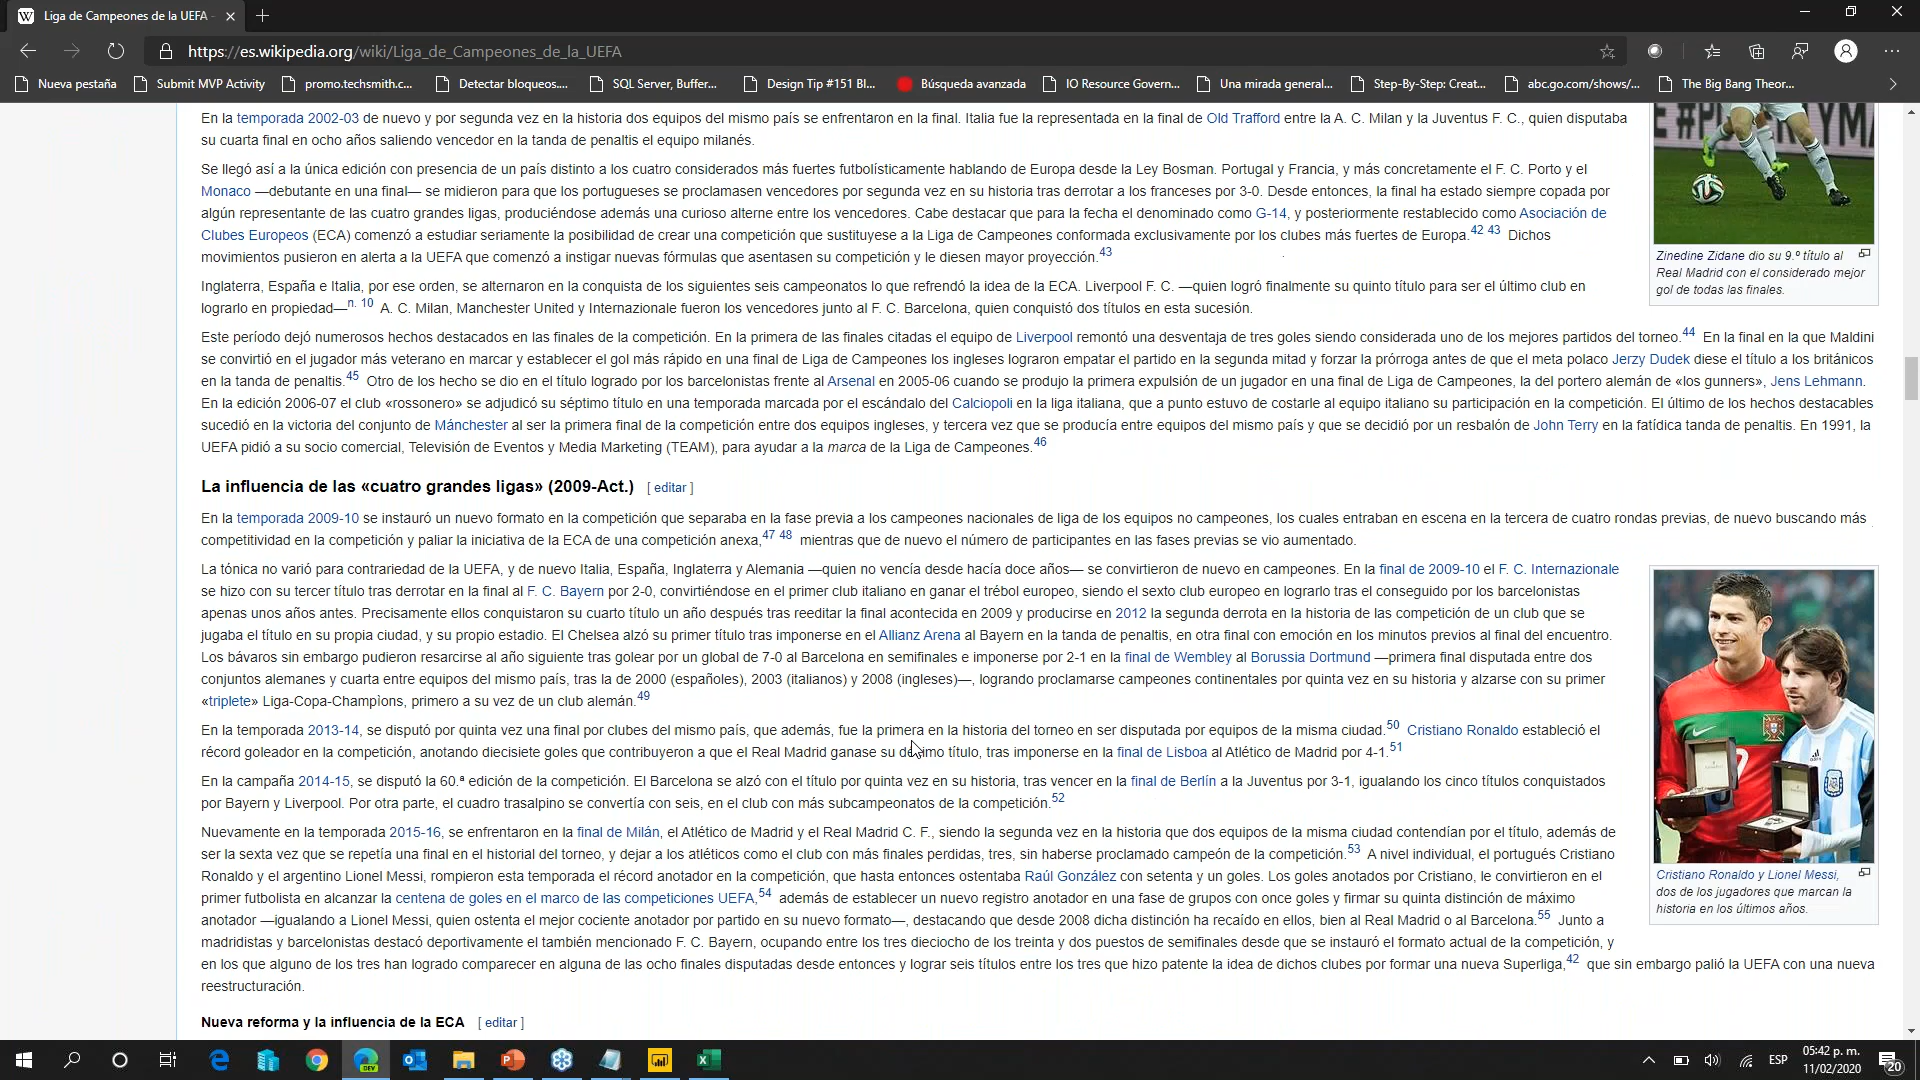 Liga de Campeones de la UEFA -
https://es.wikipedia.org/wiki/Liga_de_Campeones_de_la_UEFA
Nueva pestaña
Submit MVP Activity
promo.techsmith.c...
Detectar bloqueos....
SQL Server, Buffer...
Design Tip #151 Bl...
Búsqueda avanzada
IO Resource Govern...
Una mirada general...
Step-By-Step: Creat...
abc.go.com/shows/...
The Big Bang Theor...
En la temporada 2002-03 de nuevo y por segunda vez en la historia dos equipos del mismo país se enfrentaron en la final. Italia fue la representada en la final de Old Trafford entre la A. C. Milan y la Juventus F. C., quien disputaba
su cuarta final en ocho años saliendo vencedor en la tanda de penaltis el equipo milanés.
Se llegó así a la única edición con presencia de un país distinto a los cuatro considerados más fuertes futbolísticamente hablando de Europa desde la Ley Bosman. Portugal y Francia, y más concretamente el F. C. Porto y el
Monaco —debutante en una final— se midieron para que los portugueses se proclamasen vencedores por segunda vez en su historia tras derrotar a los franceses por 3-0. Desde entonces, la final ha estado siempre copada por
algún representante de las cuatro grandes ligas, produciéndose además una curioso alterne entre los vencedores. Cabe destacar que para la fecha el denominado como G-14, y posteriormente restablecido como Asociación de
Clubes Europeos (ECA) comenzó a estudiar seriamente la posibilidad de crear una competición que sustituyese a la Liga de Campeones conformada exclusivamente por los clubes más fuertes de Europa.42 43 Dichos
movimientos pusieron en alerta a la UEFA que comenzó a instigar nuevas fórmulas que asentasen su competición y le diesen mayor proyección.43
Inglaterra, España e Italia, por ese orden, se alternaron en la conquista de los siguientes seis campeonatos lo que refrendó la idea de la ECA. Liverpool F. C. —quien logró finalmente su quinto título para ser el último club en
lograrlo en propiedad—n. 10 A. C. Milan, Manchester United y Internazionale fueron los vencedores junto al F. C. Barcelona, quien conquistó dos títulos en esta sucesión.
Zinedine Zidane dio su 9.º título al
Real Madrid con el considerado mejor
gol de todas las finales.
Este período dejó numerosos hechos destacados en las finales de la competición. En la primera de las finales citadas el equipo de Liverpool remontó una desventaja de tres goles siendo considerada uno de los mejores partidos del torneo.44 En la final en la que Maldini
se convirtió en el jugador más veterano en marcar y establecer el gol más rápido en una final de Liga de Campeones los ingleses lograron empatar el partido en la segunda mitad y forzar la prórroga antes de que el meta polaco Jerzy Dudek diese el título a los británicos
en la tanda de penaltis.45 Otro de los hecho se dio en el título logrado por los barcelonistas frente al Arsenal en 2005-06 cuando se produjo la primera expulsión de un jugador en una final de Liga de Campeones, la del portero alemán de «los gunners», Jens Lehmann.
En la edición 2006-07 el club «rossonero» se adjudicó su séptimo título en una temporada marcada por el escándalo del Calciopoli en la liga italiana, que a punto estuvo de costarle al equipo italiano su participación en la competición. El último de los hechos destacables
sucedió en la victoria del conjunto de Mánchester al ser la primera final de la competición entre dos equipos ingleses, y tercera vez que se producía entre equipos del mismo país y que se decidió por un resbalón de John Terry en la fatídica tanda de penaltis. En 1991, la
UEFA pidió a su socio comercial, Televisión de Eventos y Media Marketing (TEAM), para ayudar a la marca de la Liga de Campeones.46
La influencia de las «cuatro grandes ligas» (2009-Act.) [ editar ]
En la temporada 2009-10 se instauró un nuevo formato en la competición que separaba en la fase previa a los campeones nacionales de liga de los equipos no campeones, los cuales entraban en escena en la tercera de cuatro rondas previas, de nuevo buscando más
competitividad en la competición y paliar la iniciativa de la ECA de una competición anexa,47 48 mientras que de nuevo el número de participantes en las fases previas se vio aumentado.
La tónica no varió para contrariedad de la UEFA, y de nuevo Italia, España, Inglaterra y Alemania —quien no vencía desde hacía doce años— se convirtieron de nuevo en campeones. En la final de 2009-10 el F. C. Internazionale
se hizo con su tercer título tras derrotar en la final al F. C. Bayern por 2-0, convirtiéndose en el primer club italiano en ganar el trébol europeo, siendo el sexto club europeo en lograrlo tras el conseguido por los barcelonistas
apenas unos años antes. Precisamente ellos conquistaron su cuarto título un año después tras reeditar la final acontecida en 2009 y producirse en 2012 la segunda derrota en la historia de las competición de un club que se
jugaba el título en su propia ciudad, y su propio estadio. El Chelsea alzó su primer título tras imponerse en el Allianz Arena al Bayern en la tanda de penaltis, en otra final con emoción en los minutos previos al final del encuentro.
Los bávaros sin embargo pudieron resarcirse al año siguiente tras golear por un global de 7-0 al Barcelona en semifinales e imponerse por 2-1 en la final de Wembley al Borussia Dortmund —primera final disputada entre dos
conjuntos alemanes y cuarta entre equipos del mismo país, tras la de 2000 (españoles), 2003 (italianos) y 2008 (ingleses)—, logrando proclamarse campeones continentales por quinta vez en su historia y alzarse con su primer
«triplete» Liga-Copa-Champions, primero a su vez de un club alemán.49
En la temporada 2013-14, se disputó por quinta vez una final por clubes del mismo país, que además, fue la primera en la historia del torneo en ser disputada por equipos de la misma ciudad.50 Cristiano Ronaldo estableció el
récord goleador en la competición, anotando diecisiete goles que contribuyeron a que el Real Madrid ganase su décimo título, tras imponerse en la final de Lisboa al Atlético de Madrid por 4-1.51
En la campaña 2014-15, se disputó la 60.ª edición de la competición. El Barcelona se alzó con el título por quinta vez en su historia, tras vencer en la final de Berlín a la Juventus por 3-1, igualando los cinco títulos conquistados
por Bayern y Liverpool. Por otra parte, el cuadro trasalpino se convertía con seis, en el club con más subcampeonatos de la competición.52
Nuevamente en la temporada 2015-16, se enfrentaron en la final de Milán, el Atlético de Madrid y el Real Madrid C. F., siendo la segunda vez en la historia que dos equipos de la misma ciudad contendían por el título, además de
ser la sexta vez que se repetía una final en el historial del torneo, y dejar a los atléticos como el club con más finales perdidas, tres, sin haberse proclamado campeón de la competición.53 A nivel individual, el portugués Cristiano
Ronaldo y el argentino Lionel Messi, rompieron esta temporada el récord anotador en la competición, que hasta entonces ostentaba Raúl González con setenta y un goles. Los goles anotados por Cristiano, le convirtieron en el
primer futbolista en alcanzar la centena de goles en el marco de las competiciones UEFA,54 además de establecer un nuevo registro anotador en una fase de grupos con once goles y firmar su quinta distinción de máximo
anotador —igualando a Lionel Messi, quien ostenta el mejor cociente anotador por partido en su nuevo formato—, destacando que desde 2008 dicha distinción ha recaído en ellos, bien al Real Madrid o al Barcelona.55 Junto a
madridistas y barcelonistas destacó deportivamente el también mencionado F. C. Bayern, ocupando entre los tres dieciocho de los treinta y dos puestos de semifinales desde que se instauró el formato actual de la competición, y
en los que alguno de los tres han logrado comparecer en alguna de las ocho finales disputadas desde entonces y lograr seis títulos entre los tres que hizo patente la idea de dichos clubes por formar una nueva Superliga,42 que sin embargo palió la UEFA con una nueva
reestructuración.
Cristiano Ronaldo y Lionel Messi,
dos de los jugadores que marcan la
historia en los últimos años.
Nueva reforma y la influencia de la ECA [ editar ]
ESP
05:42 p. m.
11/02/2020
20